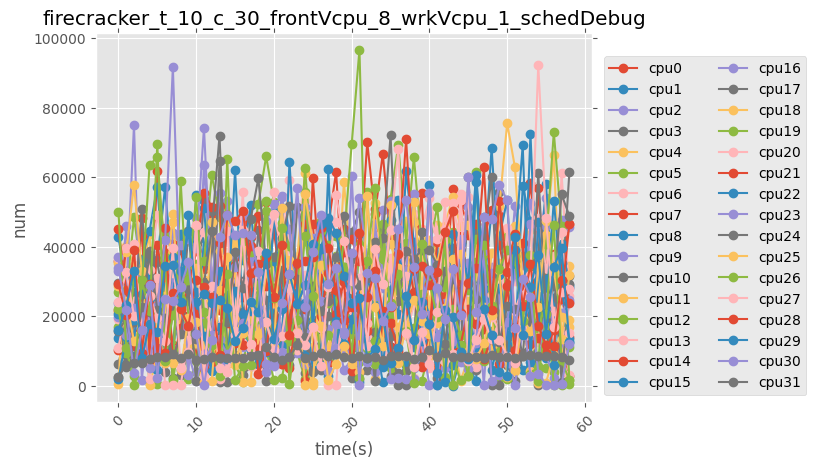 firecracker_t_10_c_30_frontVcpu_8_wrkVcpu_1_schedDebug
100000
80000
60000
40000
20000
0
num
0 10 20 30 40 50 60
time(s)
cpu0 cpu16
cpu1 cpu17
cpu2 cpu18
cpu3 cpu19
cpu4 cpu20
cpu5 cpu21
cpu6 cpu22
cpu7 cpu23
cpu8 cpu24
cpu9 cpu25
cpu10 cpu26
cpu11 cpu27
cpu12 cpu28
cpu13 cpu29
cpu14 cpu30
cpu15 cpu31